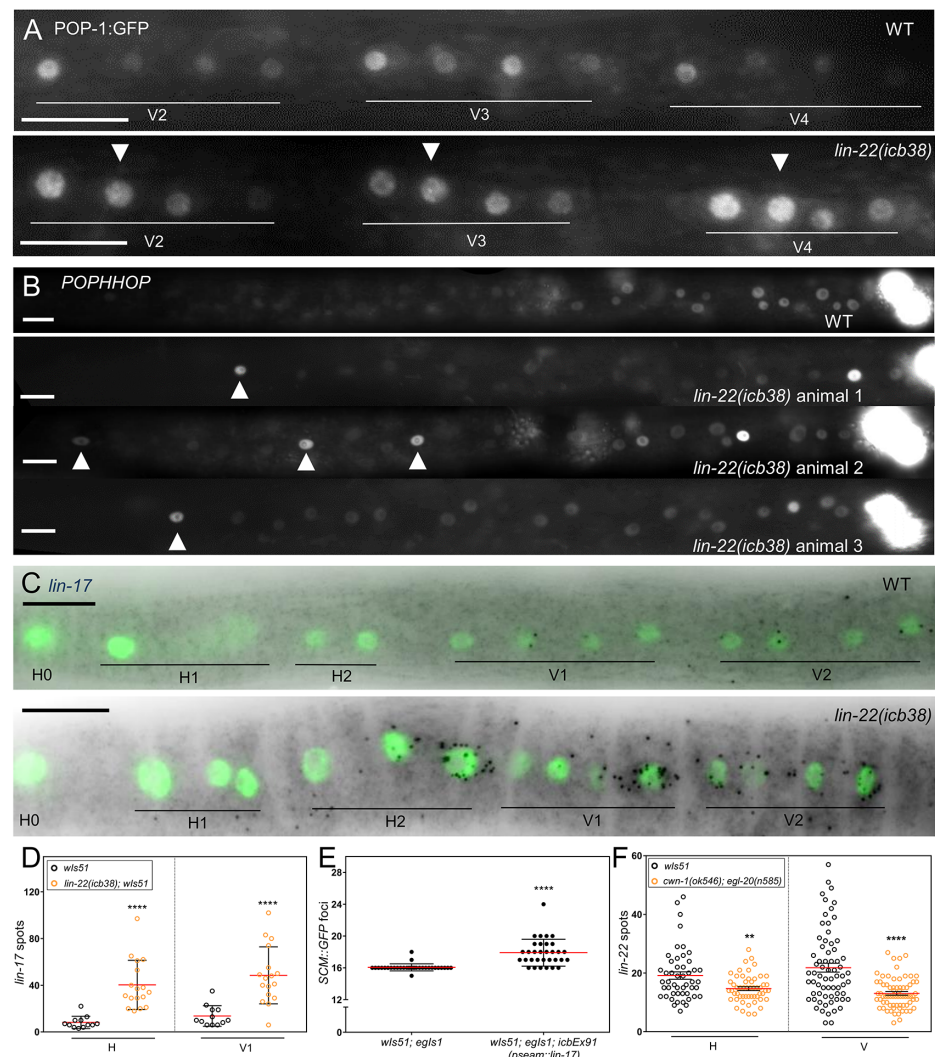 A POP-1:GFP WT
V2 V3 V4
lin-22(icb38)
V2 V3 V4
B POPHHOP
WT
lin-22(icb38) animal 1
lin-22(icb38) animal 2
lin-22(icb38) animal 3
C lin-17 WT
H0 H1 H2 V1 V2
lin-22(icb38)
H0 H1 H2 V1 V2
D
wIs51
lin-22(icb38); wIs51
lin-17 spots
120
80
40
0
**** ****
H V1
E
SCM::GFP foci
28
24
20
16
12
0
****
wIs51; egIs1
wIs51; egIs1; icbEx91
(pseam::lin-17)
F
wIs51
cwn-1(ok546); egl-20(n585)
lin-22 spots
60
40
20
0
** ****
H V